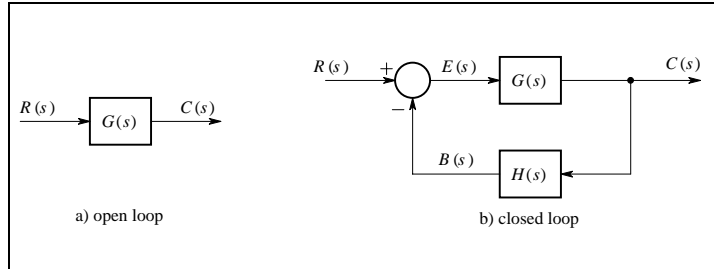 R(s)
G(s)
C(s)
a) open loop
R(s)
+
−
E(s)
G(s)
C(s)
B(s)
H(s)
b) closed loop